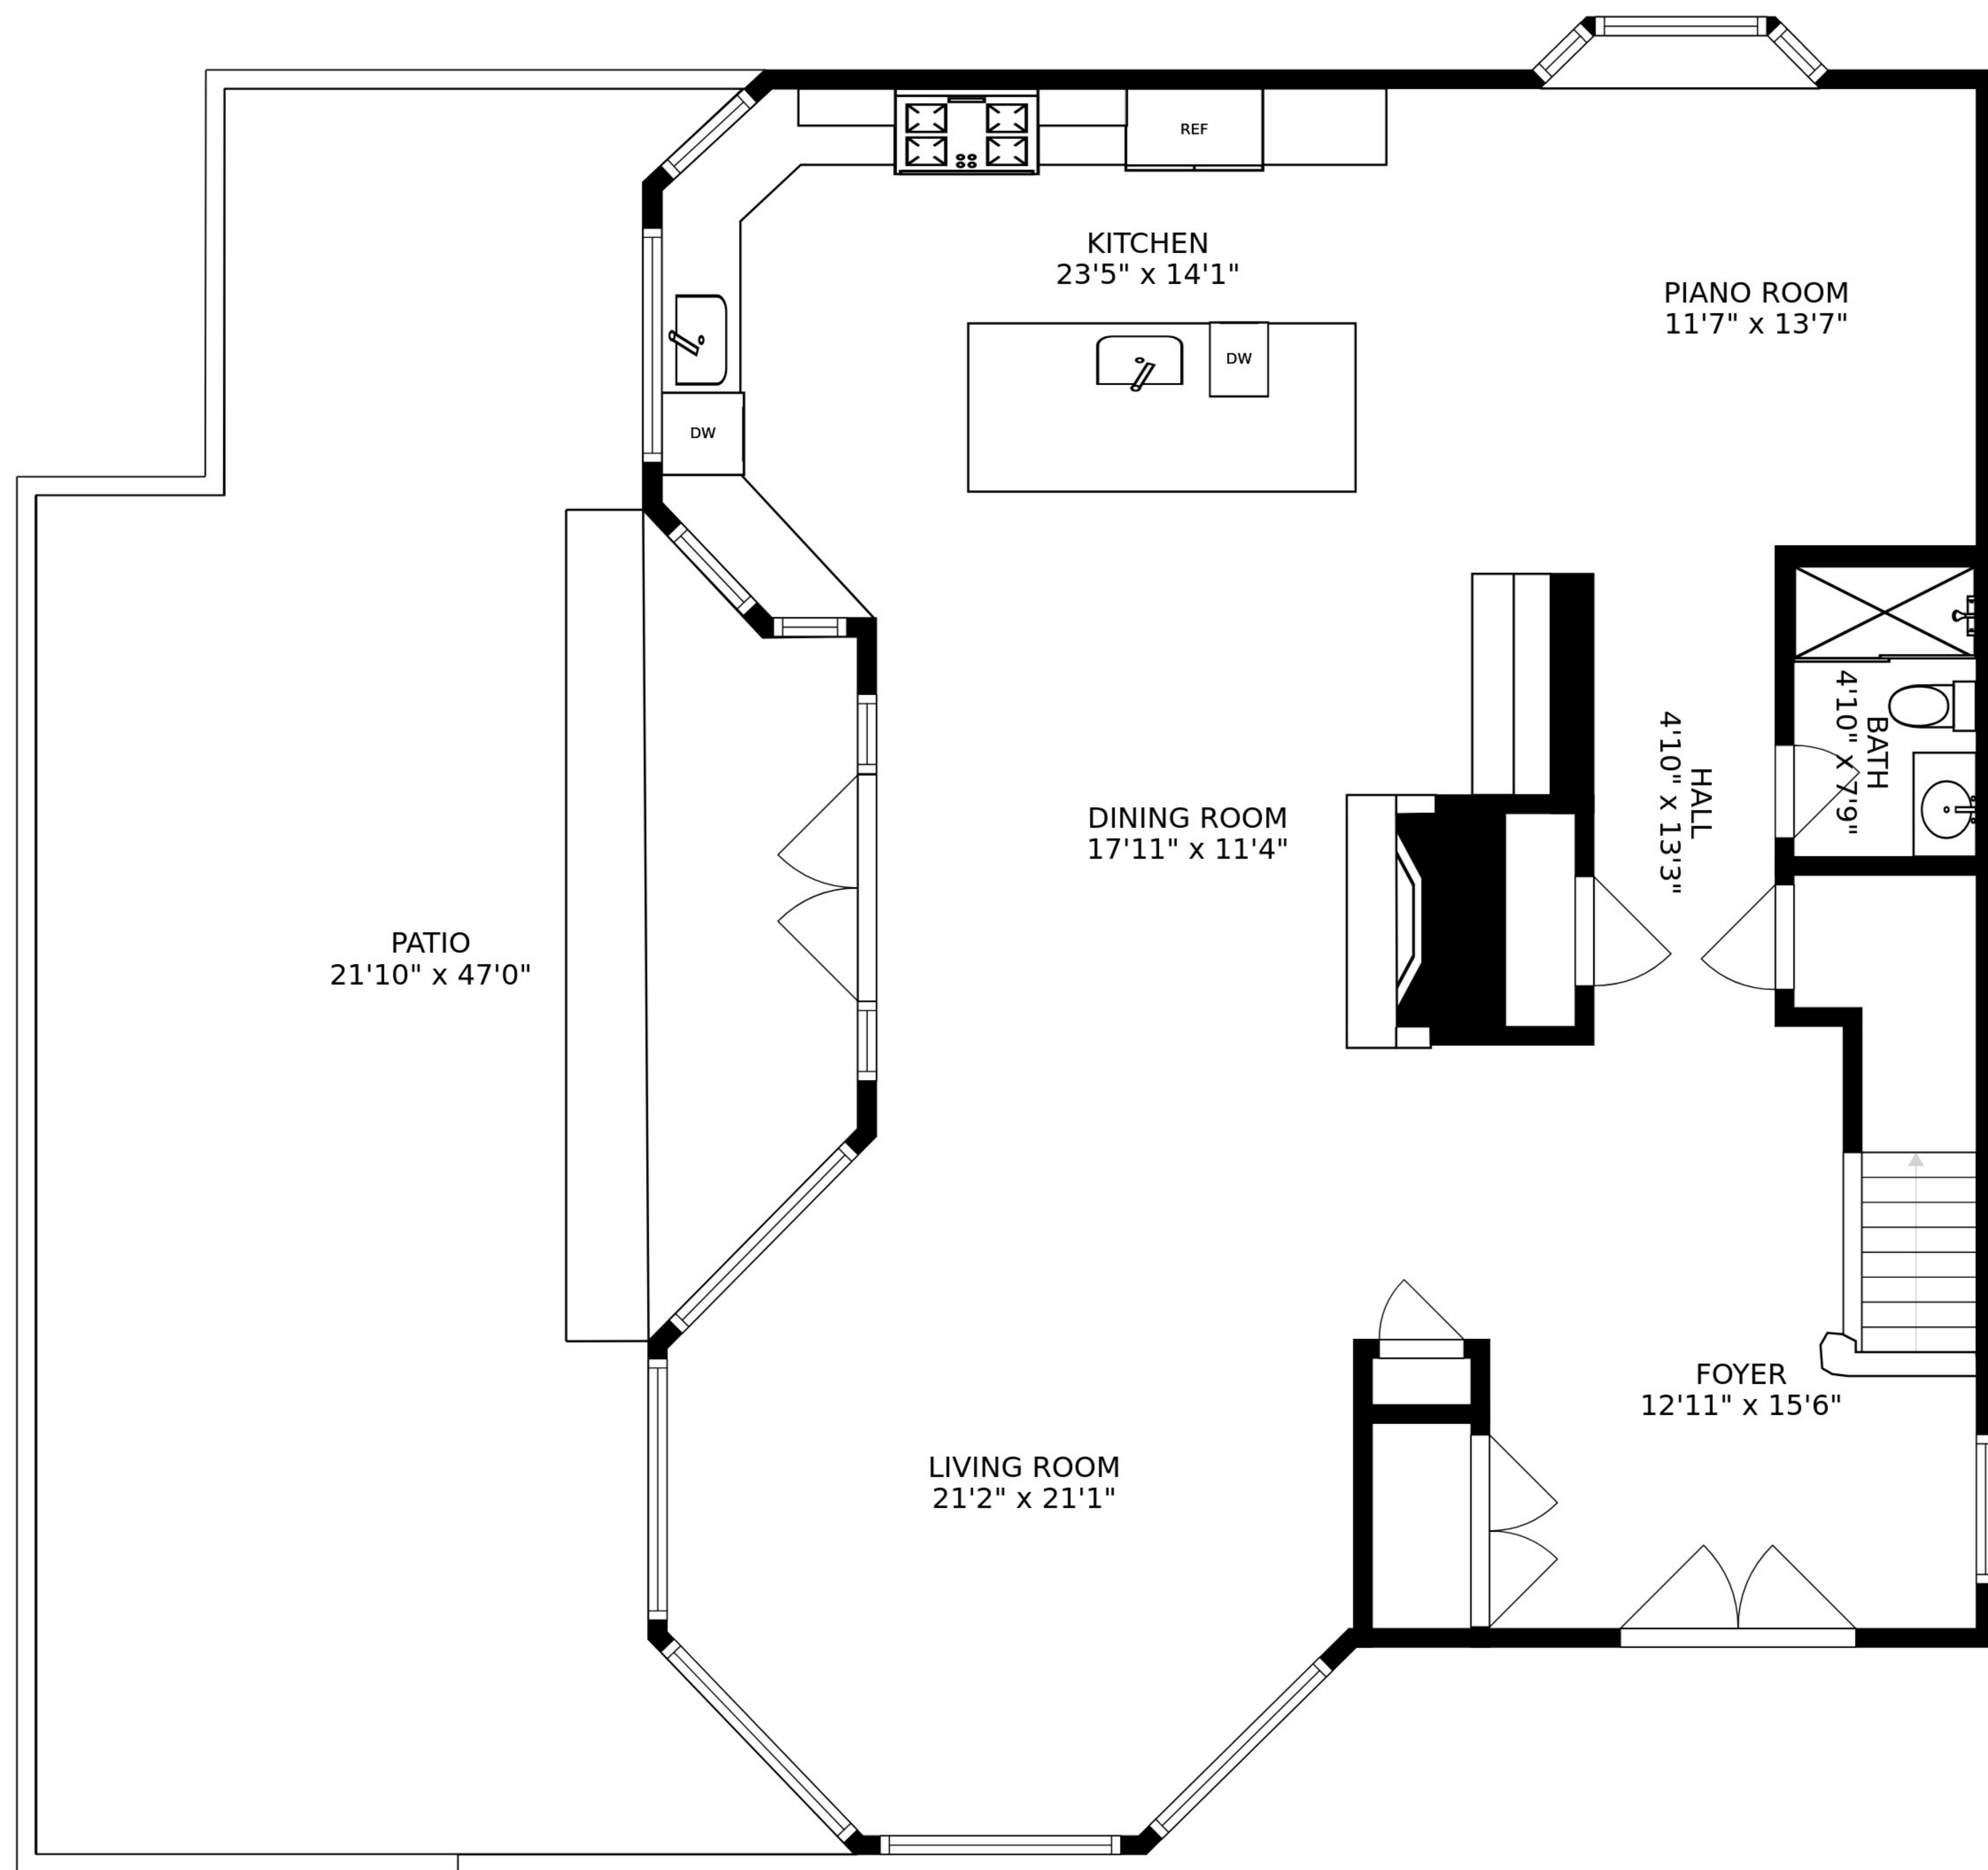 REF
KITCHEN
23'5" x 14'1"
PIANO ROOM
11'7" x 13'7"
DW
DW
BATH
4'10" x 7'9"
HALL
4'10" x 13'3"
DINING ROOM
17'11" x 11'4"
PATIO
21'10" x 47'0"
FOYER
12'11" x 15'6"
LIVING ROOM
21'2" x 21'1"